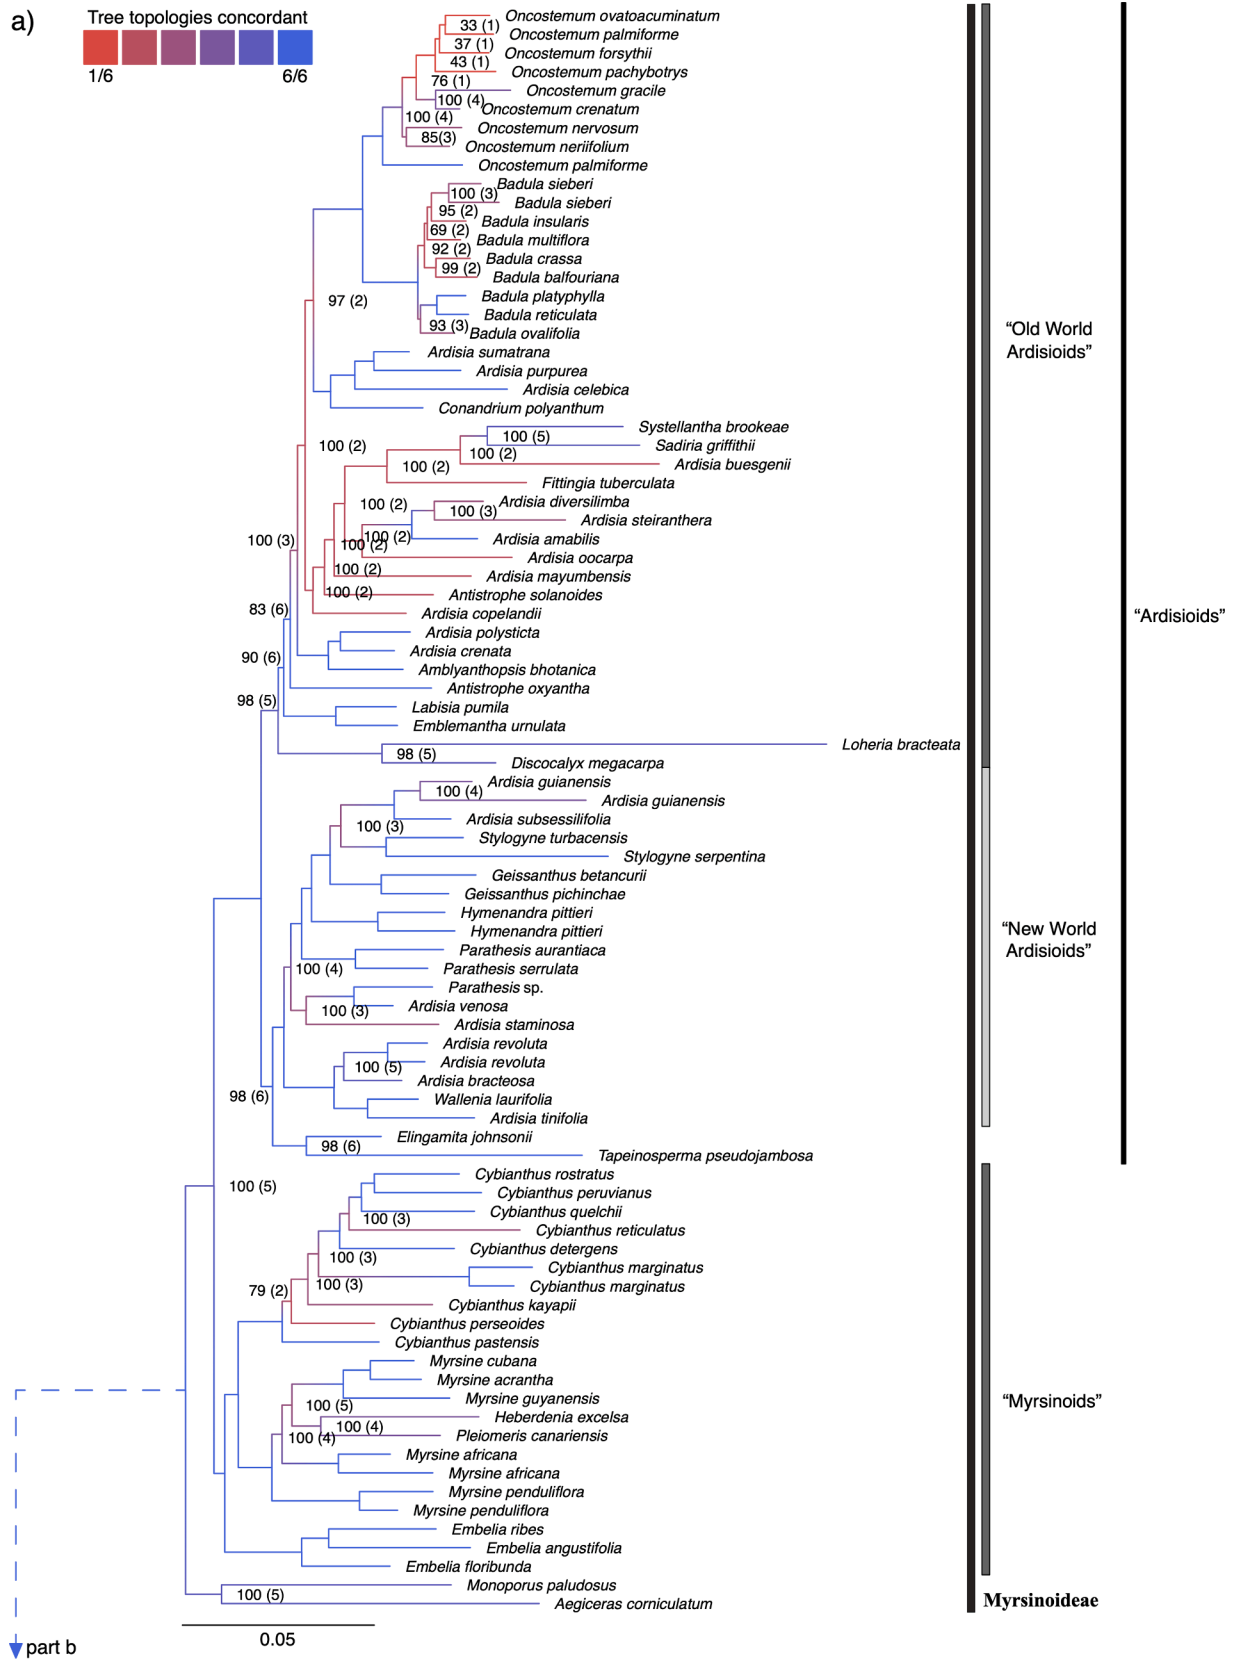 a)
Tree topologies concordant
1/6 6/6
Oncostemum ovatoacuminatum
33 (1)
Oncostemum palmiforme
37 (1)
Oncostemum forsythii
43 (1)
Oncostemum pachybotrys
76 (1)
Oncostemum gracile
100 (4)
Oncostemum crenatum
100 (4)
Oncostemum nervosum
85(3)
Oncostemum neriifolium
Oncostemum palmiforme
Badula sieberi
100 (3)
Badula sieberi
95 (2)
Badula insularis
69 (2)
Badula multiflora
92 (2)
Badula crassa
99 (2)
Badula balfouriana
Badula platyphylla
97 (2)
Badula reticulata
93 (3)
Badula ovalifolia
"Old World
Ardisioids"
Ardisia sumatrana
Ardisia purpurea
Ardisia celebica
Conandrium polyanthum
Systellantha brookeae
100 (5)
Sadiria griffithii
100 (2)
100 (2)
Ardisia buesgenii
100 (2)
Fittingia tuberculata
Ardisia diversilimba
100 (2)
100 (3)
Ardisia steiranthera
100 (2)
Ardisia amabilis
100 (3)
100 (2)
Ardisia oocarpa
100 (2)
Ardisia mayumbensis
100 (2)
Antistrophe solanoides
83 (6)
Ardisia copelandii
"Ardisioids"
Ardisia polysticta
Ardisia crenata
90 (6)
Amblyanthopsis bhotanica
Antistrophe oxyantha
98 (5)
Labisia pumila
Emblemantha urnulata
Loheria bracteata
98 (5)
Discocalyx megacarpa
Ardisia guianensis
100 (4)
Ardisia guianensis
Ardisia subsessilifolia
100 (3)
Stylogyne turbacensis
Stylogyne serpentina
Geissanthus betancurii
Geissanthus pichinchae
Hymenandra pittieri
Hymenandra pittieri
"New World
Ardisioids"
Parathesis aurantiaca
100 (4)
Parathesis serrulata
Parathesis sp.
Ardisia venosa
100 (3)
Ardisia staminosa
Ardisia revoluta
Ardisia revoluta
100 (5)
Ardisia bracteosa
98 (6)
Wallenia laurifolia
Ardisia tinifolia
Elingamita johnsonii
98 (6)
Tapeinosperma pseudojambosa
Cybianthus rostratus
100 (5)
Cybianthus peruvianus
Cybianthus quelchii
100 (3)
Cybianthus reticulatus
Cybianthus detergens
100 (3)
Cybianthus marginatus
100 (3)
Cybianthus marginatus
79 (2)
Cybianthus kayapii
Cybianthus perseoides
Cybianthus pastensis
Myrsine cubana
Myrsine acrantha
Myrsine guyanensis
"Myrsinoids"
100 (5)
Heberdenia excelsa
100 (4)
Pleiomeris canariensis
100 (4)
Myrsine africana
Myrsine africana
Myrsine penduliflora
Myrsine penduliflora
Embelia ribes
Embelia angustifolia
Embelia floribunda
Monoporus paludosus
100 (5)
Aegiceras corniculatum
Myrsinoideae
0.05
part b